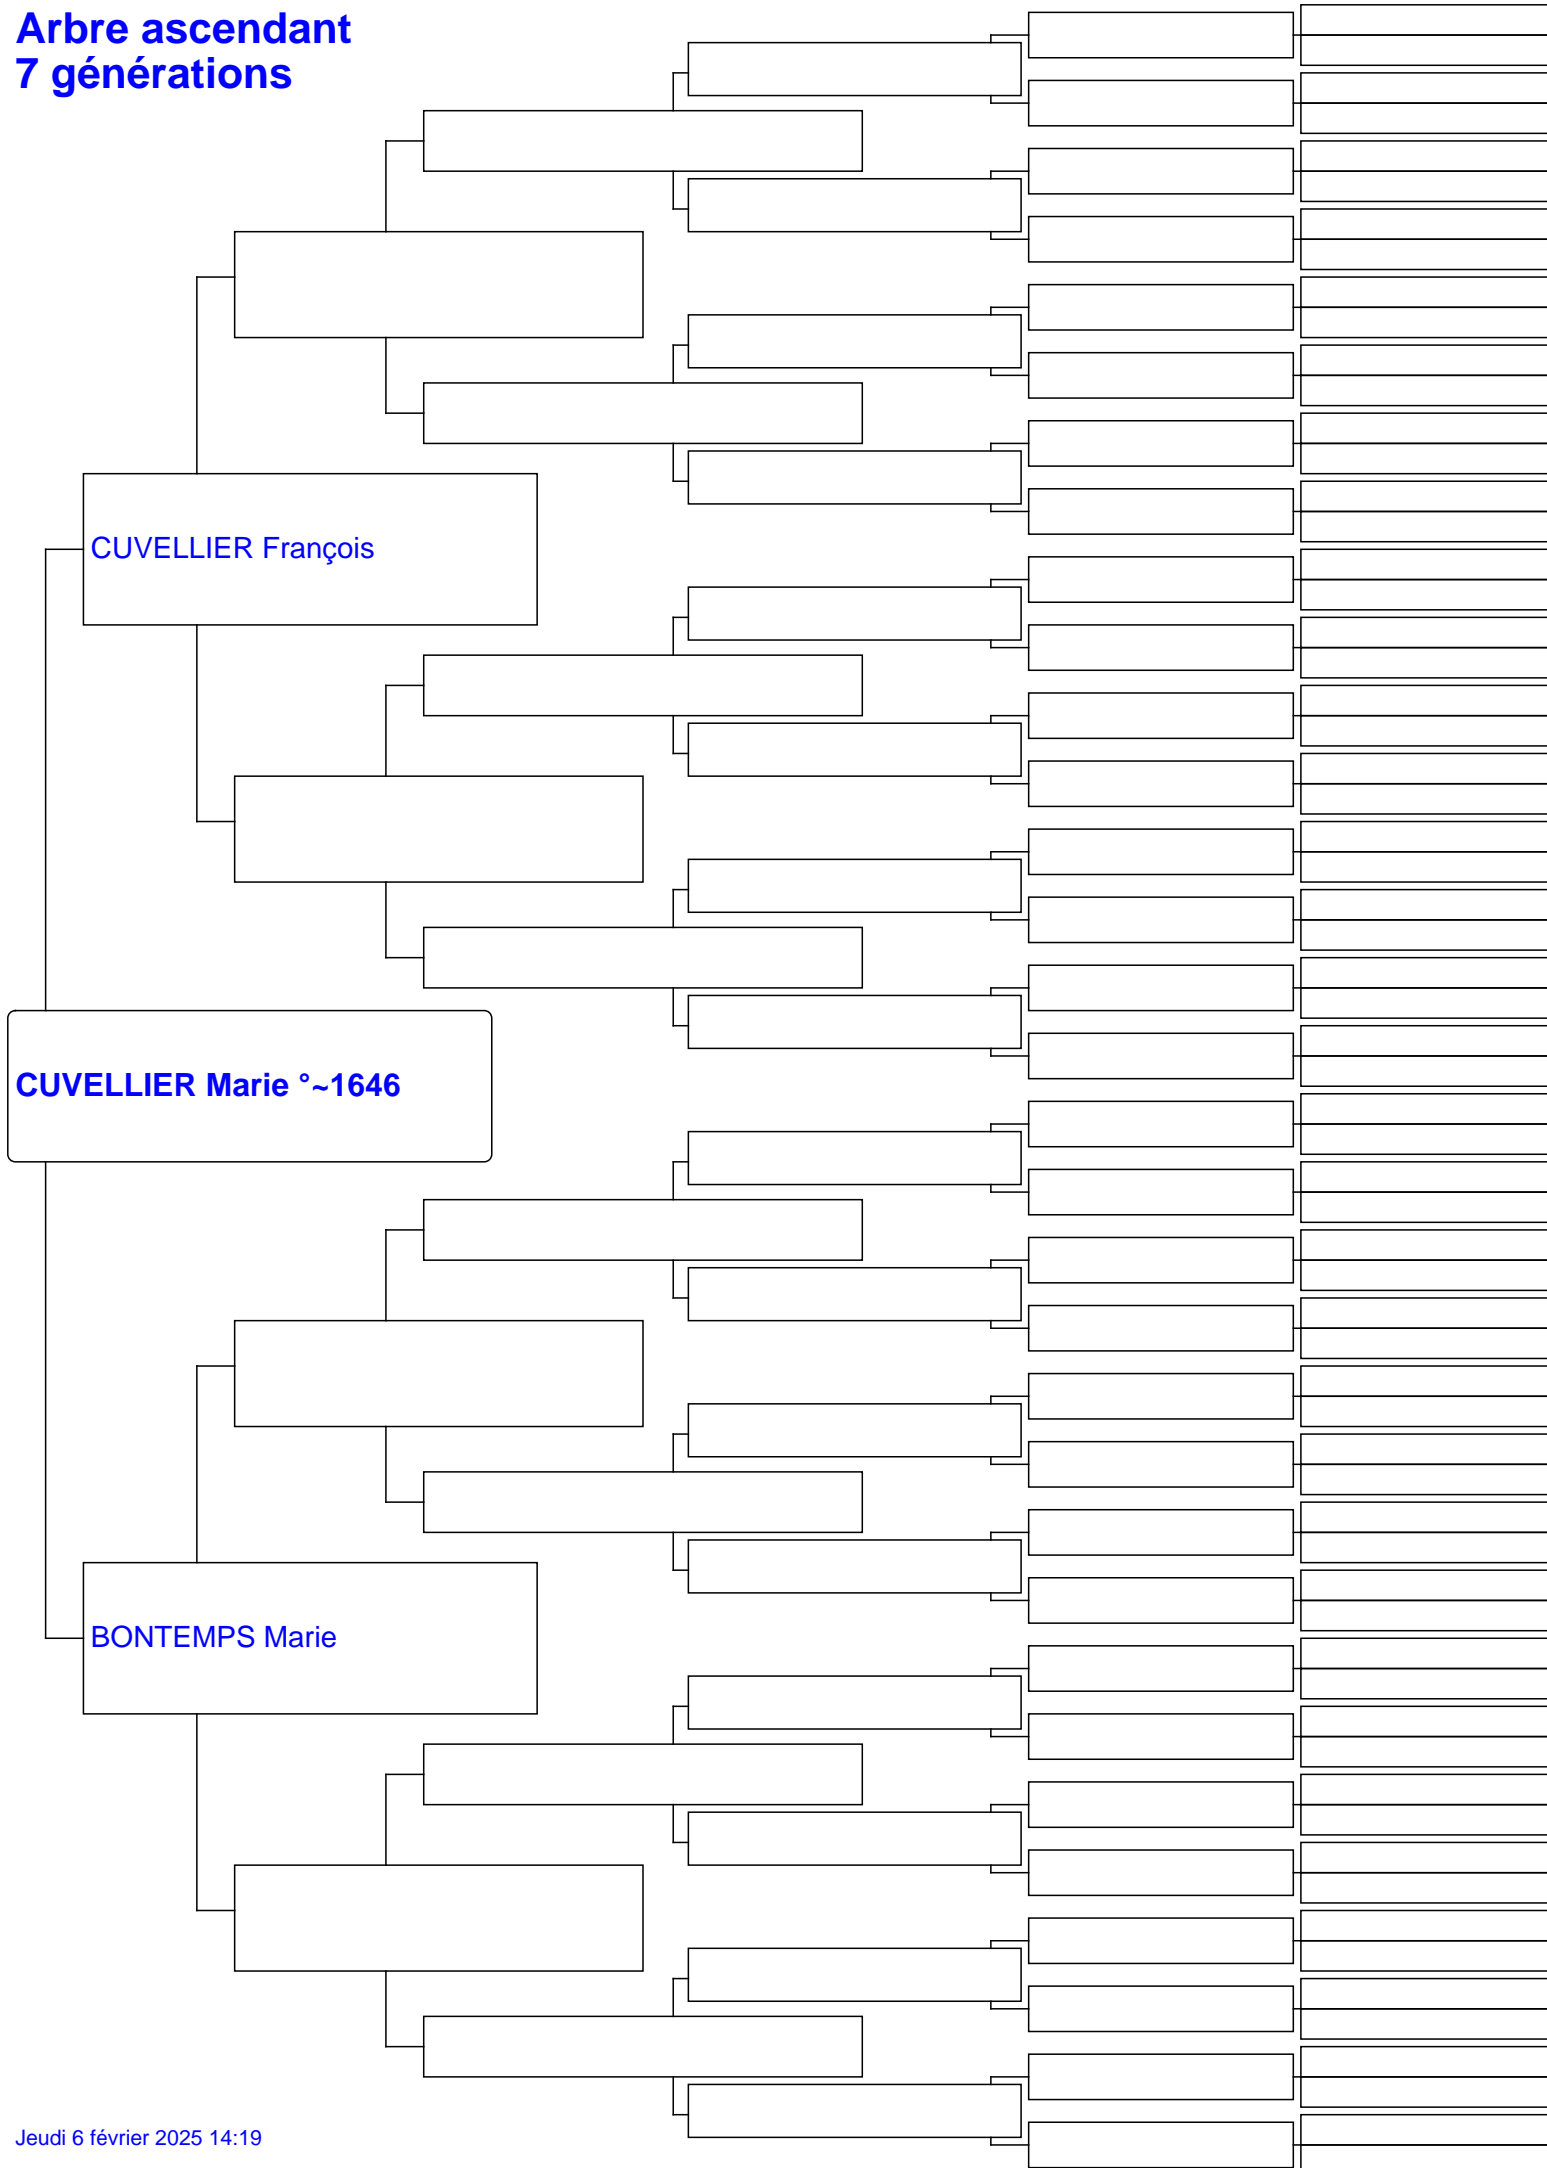 Arbre ascendant
7 générations
CUVELLIER François
CUVELLIER Marie °~1646
BONTEMPS Marie
Jeudi 6 février 2025 14:19